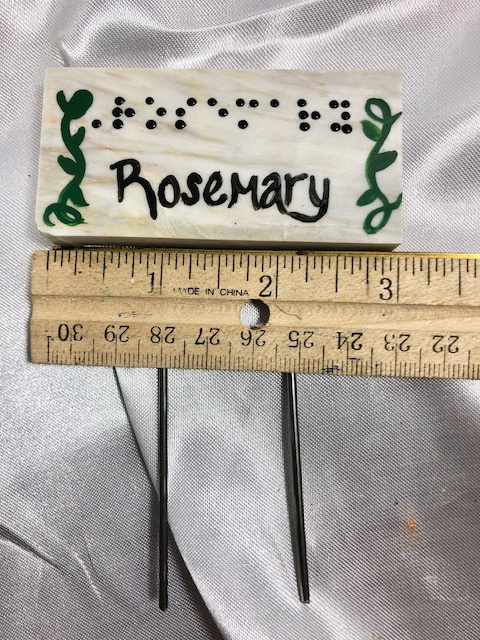 ⠠⠗⠕⠎⠑⠍⠁⠗⠽
Rosemary
1 MADE IN CHINA 2 3
30 29 28 27 26 25 24 23 22